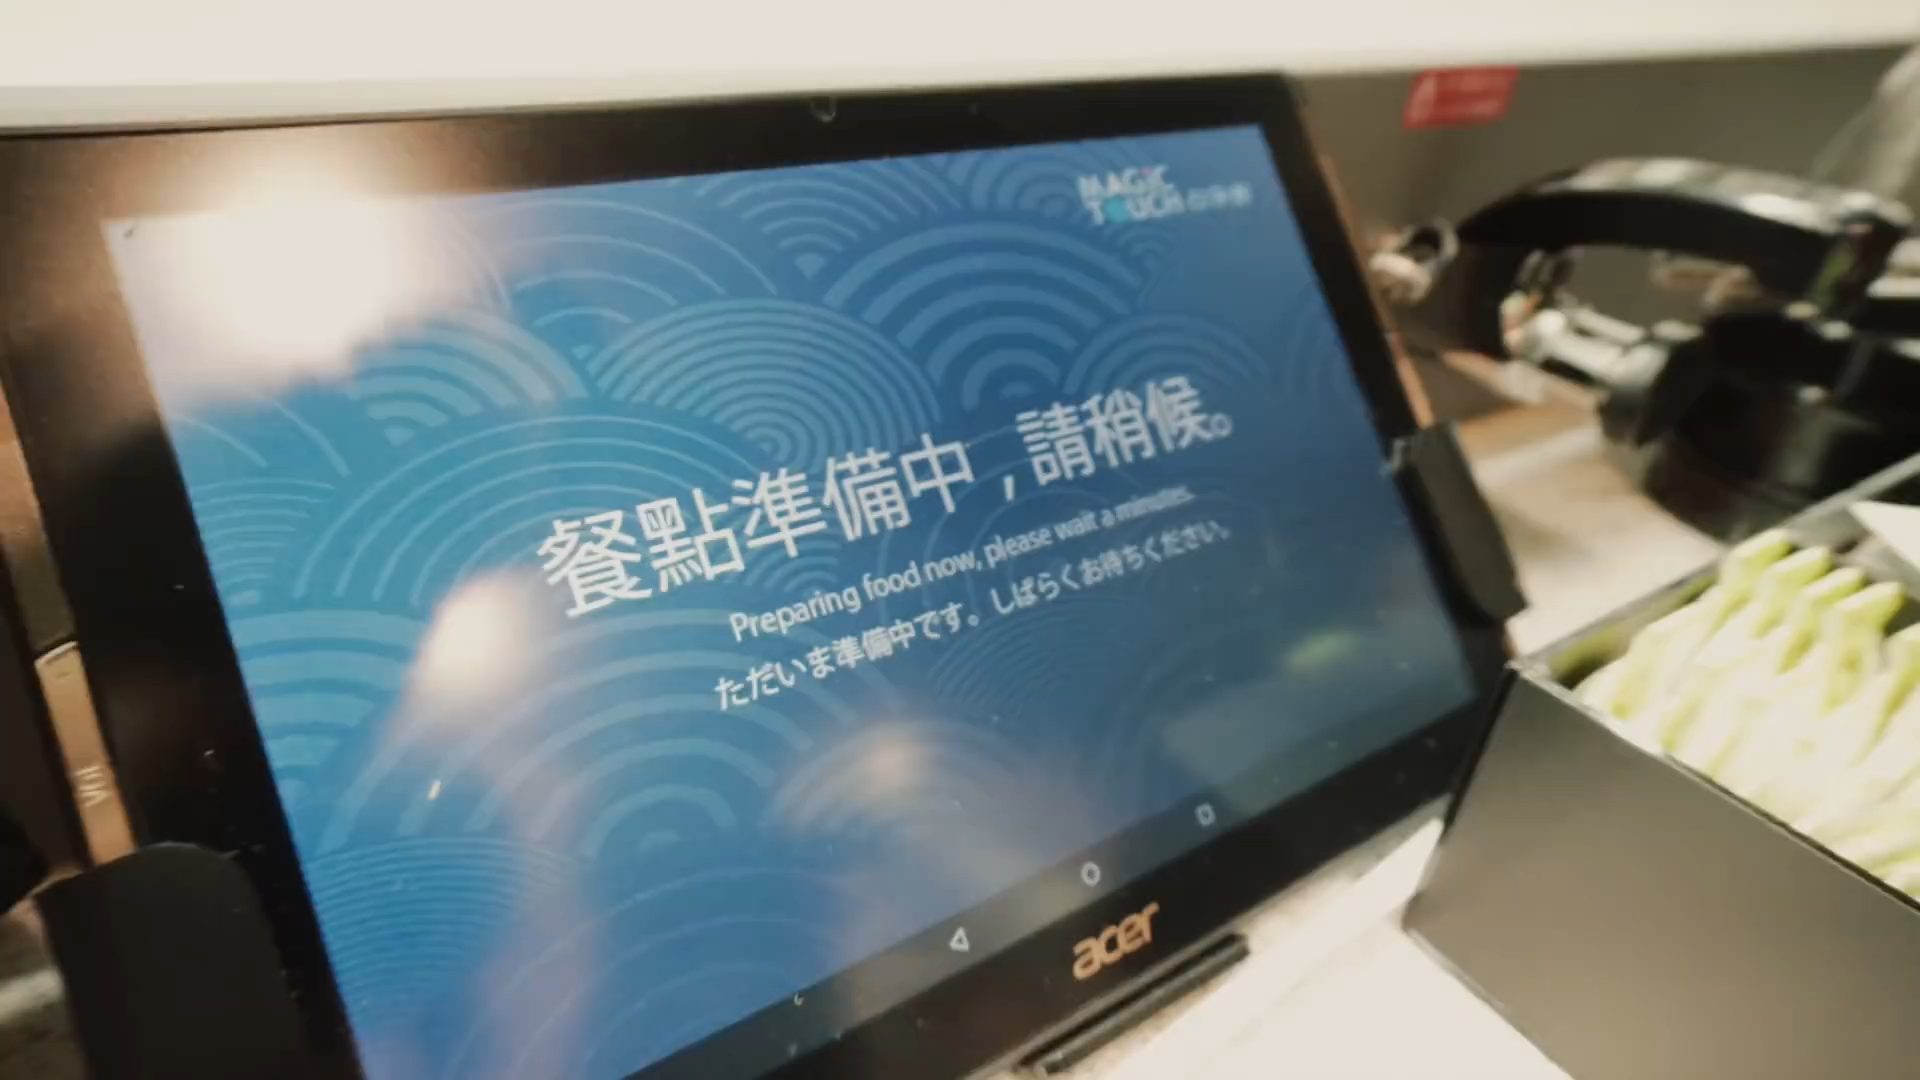 MAGiC
TOUCH
餐點準備中，請稍候。
Preparing food now, please wait a minutes.
ただいま準備中です。しばらくお待ちください。
acer